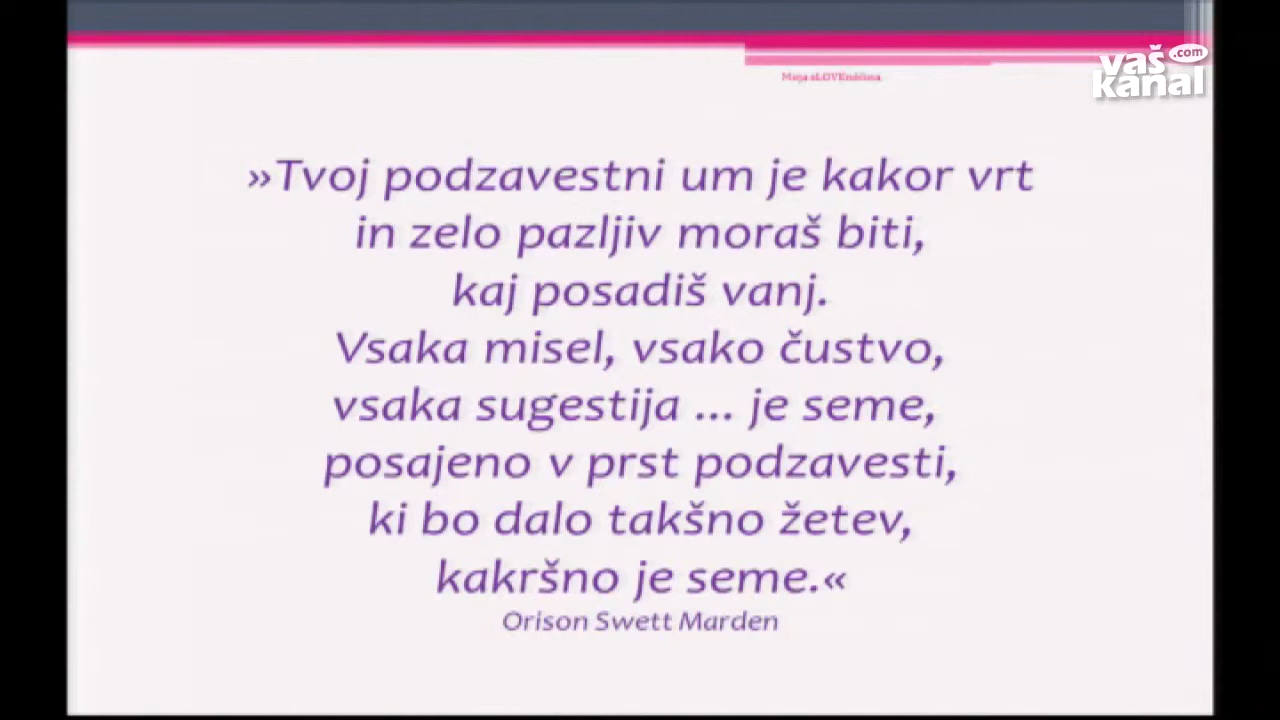 vaš
.com
kanal
Moja sLOVEnščina
»Tvoj podzavestni um je kakor vrt
in zelo pazljiv moraš biti,
kaj posadiš vanj.
Vsaka misel, vsako čustvo,
vsaka sugestija ... je seme,
posajeno v prst podzavesti,
ki bo dalo takšno žetev,
kakršno je seme.«
Orison Swett Marden